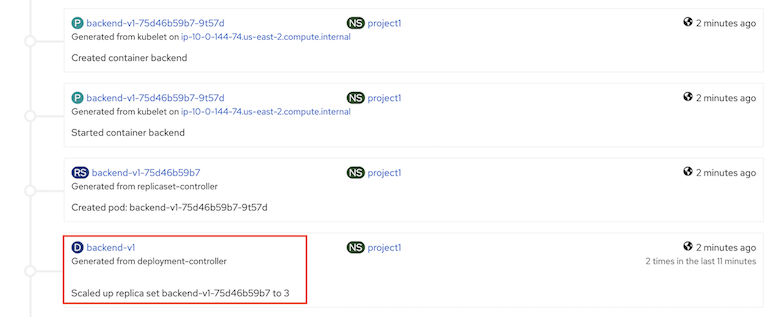 P backend-v1-75d46b59b7-9t57d NS project1 2 minutes ago
Generated from kubelet on ip-10-0-144-74.us-east-2.compute.internal
Created container backend
P backend-v1-75d46b59b7-9t57d NS project1 2 minutes ago
Generated from kubelet on ip-10-0-144-74.us-east-2.compute.internal
Started container backend
RS backend-v1-75d46b59b7 NS project1 2 minutes ago
Generated from replicaset-controller
Created pod: backend-v1-75d46b59b7-9t57d
D backend-v1 NS project1 2 minutes ago
Generated from deployment-controller 2 times in the last 11 minutes
Scaled up replica set backend-v1-75d46b59b7 to 3